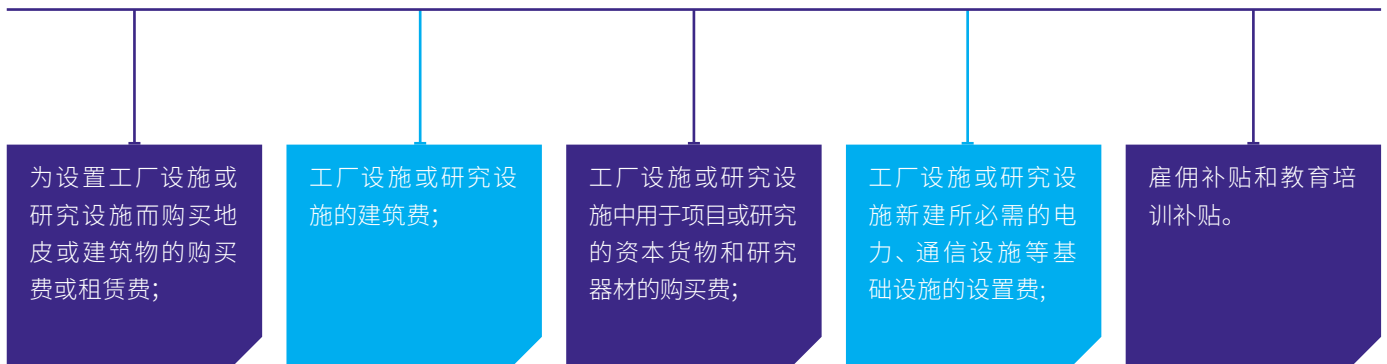 为设置工厂设施或
研究设施而购买地
皮或建筑物的购买
费或租赁费；
工厂设施或研究设
施的建筑费；
工厂设施或研究设
施中用于项目或研究
的资本货物和研究
器材的购买费；
工厂设施或研究设
施新建所必需的电
力、通信设施等基
础设施的设置费;
雇佣补贴和教育培
训补贴。